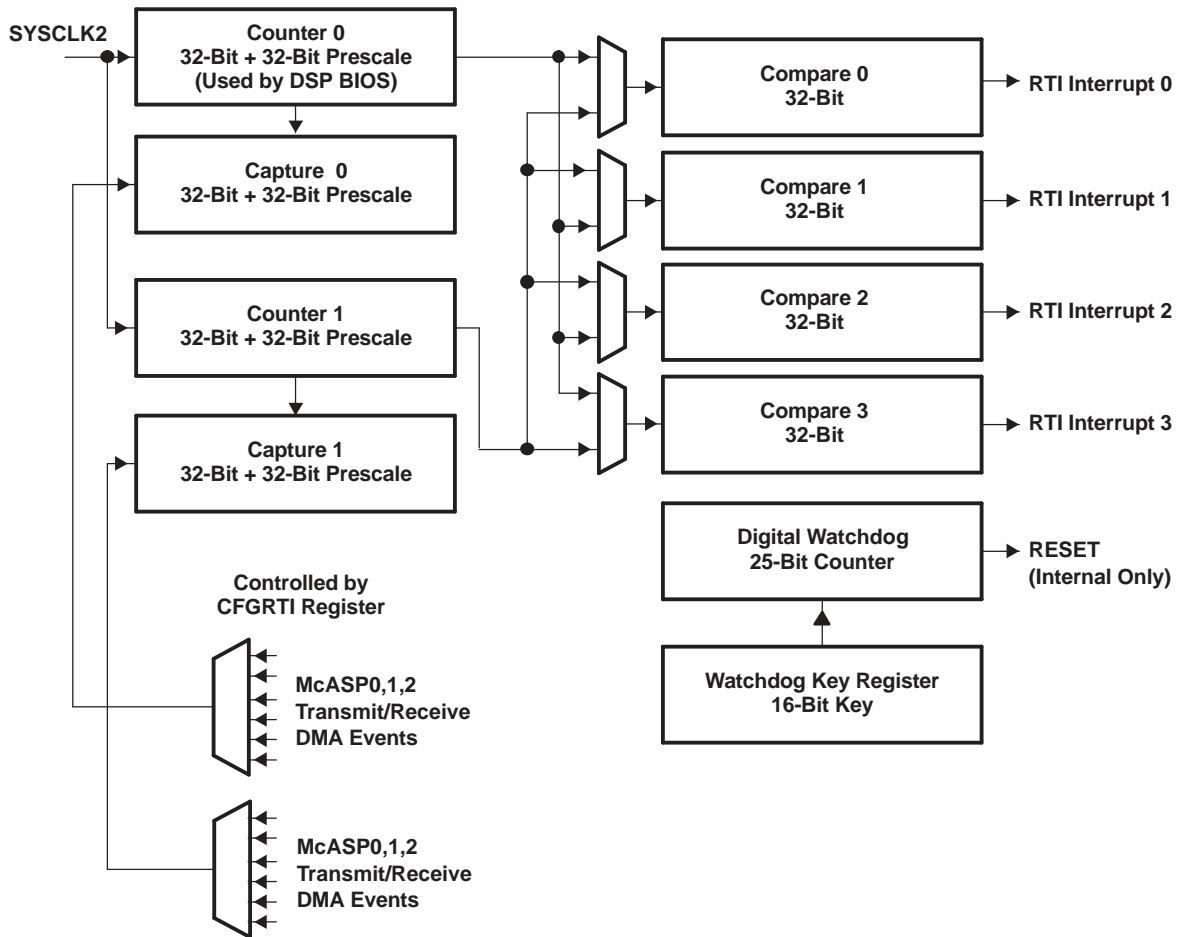 SYSCLK2
Counter 0
32-Bit + 32-Bit Prescale
(Used by DSP BIOS)
Capture 0
32-Bit + 32-Bit Prescale
Counter 1
32-Bit + 32-Bit Prescale
Capture 1
32-Bit + 32-Bit Prescale
Compare 0
32-Bit
RTI Interrupt 0
Compare 1
32-Bit
RTI Interrupt 1
Compare 2
32-Bit
RTI Interrupt 2
Compare 3
32-Bit
RTI Interrupt 3
Digital Watchdog
25-Bit Counter
RESET
(Internal Only)
Watchdog Key Register
16-Bit Key
Controlled by
CFGRTI Register
McASP0,1,2
Transmit/Receive
DMA Events
McASP0,1,2
Transmit/Receive
DMA Events